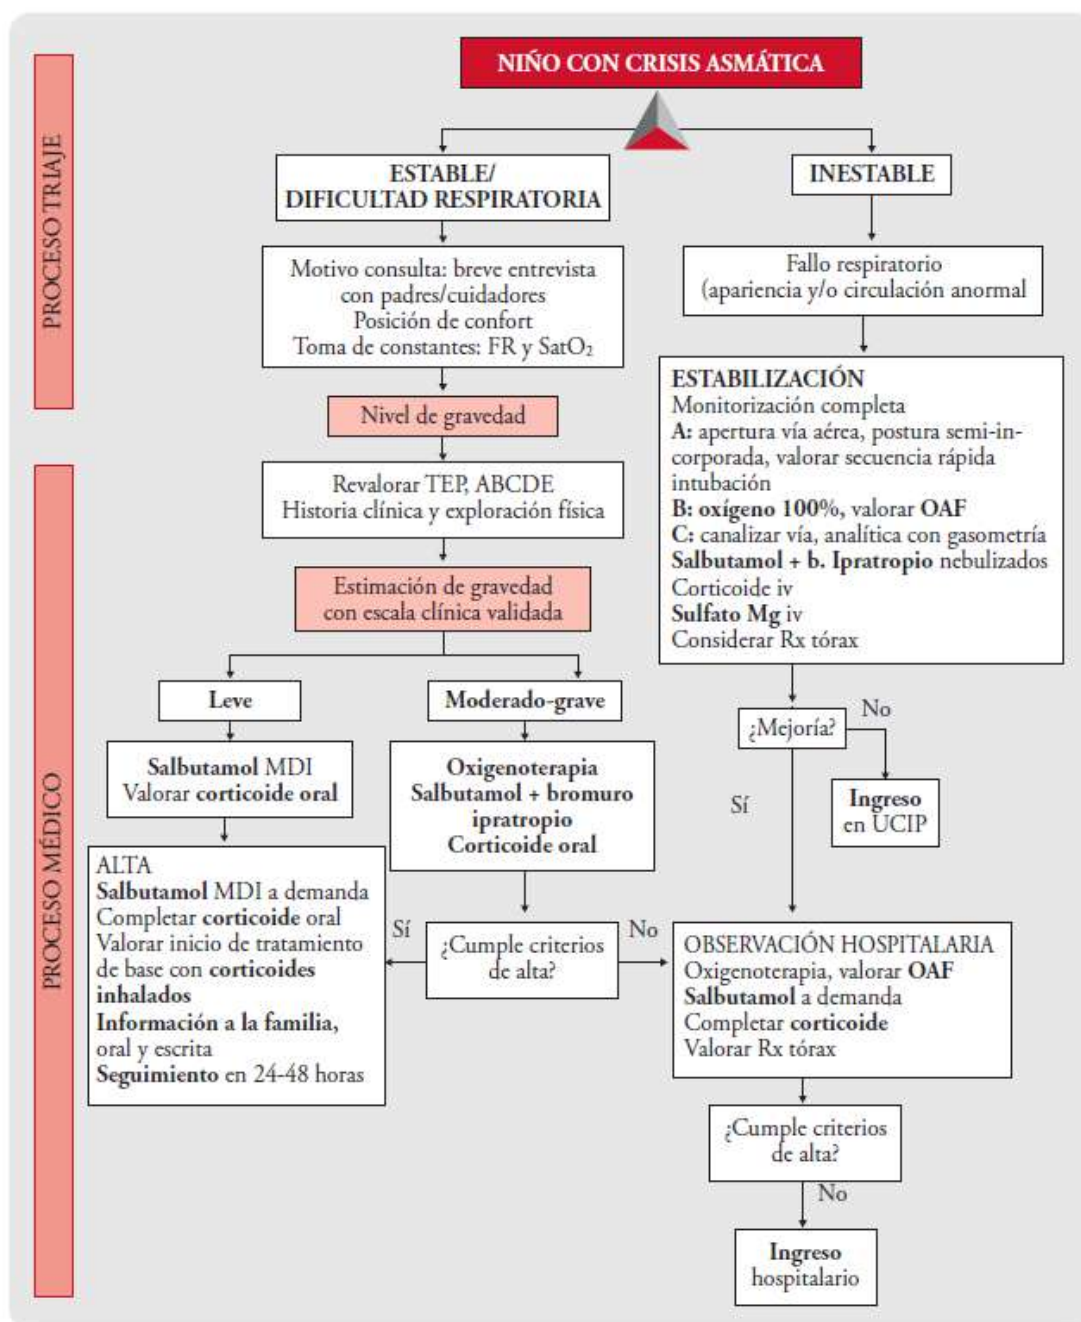 NIÑO CON CRISIS ASMÁTICA
PROCESO TRIAJE
ESTABLE/
DIFICULTAD RESPIRATORIA
INESTABLE
Motivo consulta: breve entrevista
con padres/cuidadores
Posición de confort
Toma de constantes: FR y SatO₂
Fallo respiratorio
(apariencia y/o circulación anormal
Nivel de gravedad
ESTABILIZACIÓN
Monitorización completa
A: apertura vía aérea, postura semi-in-
corporada, valorar secuencia rápida
intubación
B: oxígeno 100%, valorar OAF
C: canalizar vía, analítica con gasometría
Salbutamol + b. Ipratropio nebulizados
Corticoide iv
Sulfato Mg iv
Considerar Rx tórax
PROCESO MÉDICO
Revalorar TEP, ABCDE
Historia clínica y exploración física
Estimación de gravedad
con escala clínica validada
Leve
Moderado-grave
¿Mejoría?
No
Sí
Ingreso
en UCIP
Salbutamol MDI
Valorar corticoide oral
Oxigenoterapia
Salbutamol + bromuro
ipratropio
Corticoide oral
ALTA
Salbutamol MDI a demanda
Completar corticoide oral
Valorar inicio de tratamiento
de base con corticoides
inhalados
Información a la familia,
oral y escrita
Seguimiento en 24-48 horas
Sí
¿Cumple criterios
de alta?
No
OBSERVACIÓN HOSPITALARIA
Oxigenoterapia, valorar OAF
Salbutamol a demanda
Completar corticoide
Valorar Rx tórax
¿Cumple criterios
de alta?
No
Ingreso
hospitalario